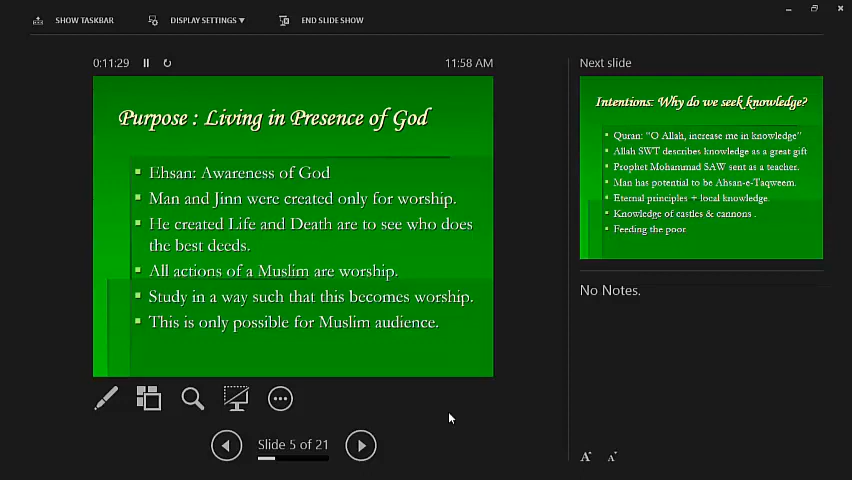 SHOW TASKBAR
DISPLAY SETTINGS
END SLIDE SHOW
0:11:29
11:58 AM
Purpose : Living in Presence of God
Ehsan: Awareness of God
Man and Jinn were created only for worship.
He created Life and Death are to see who does
the best deeds.
All actions of a Muslim are worship.
Study in a way such that this becomes worship.
This is only possible for Muslim audience.
Slide 5 of 21
Next slide
Intentions: Why do we seek knowledge?
Quran: “O Allah, increase me in knowledge”
Allah SWT describes knowledge as a great gift
Prophet Mohammad SAW sent as a teacher.
Man has potential to be Ahsan-e-Taqweem.
Eternal principles + local knowledge.
Knowledge of castles & cannons .
Feeding the poor
No Notes.
A A